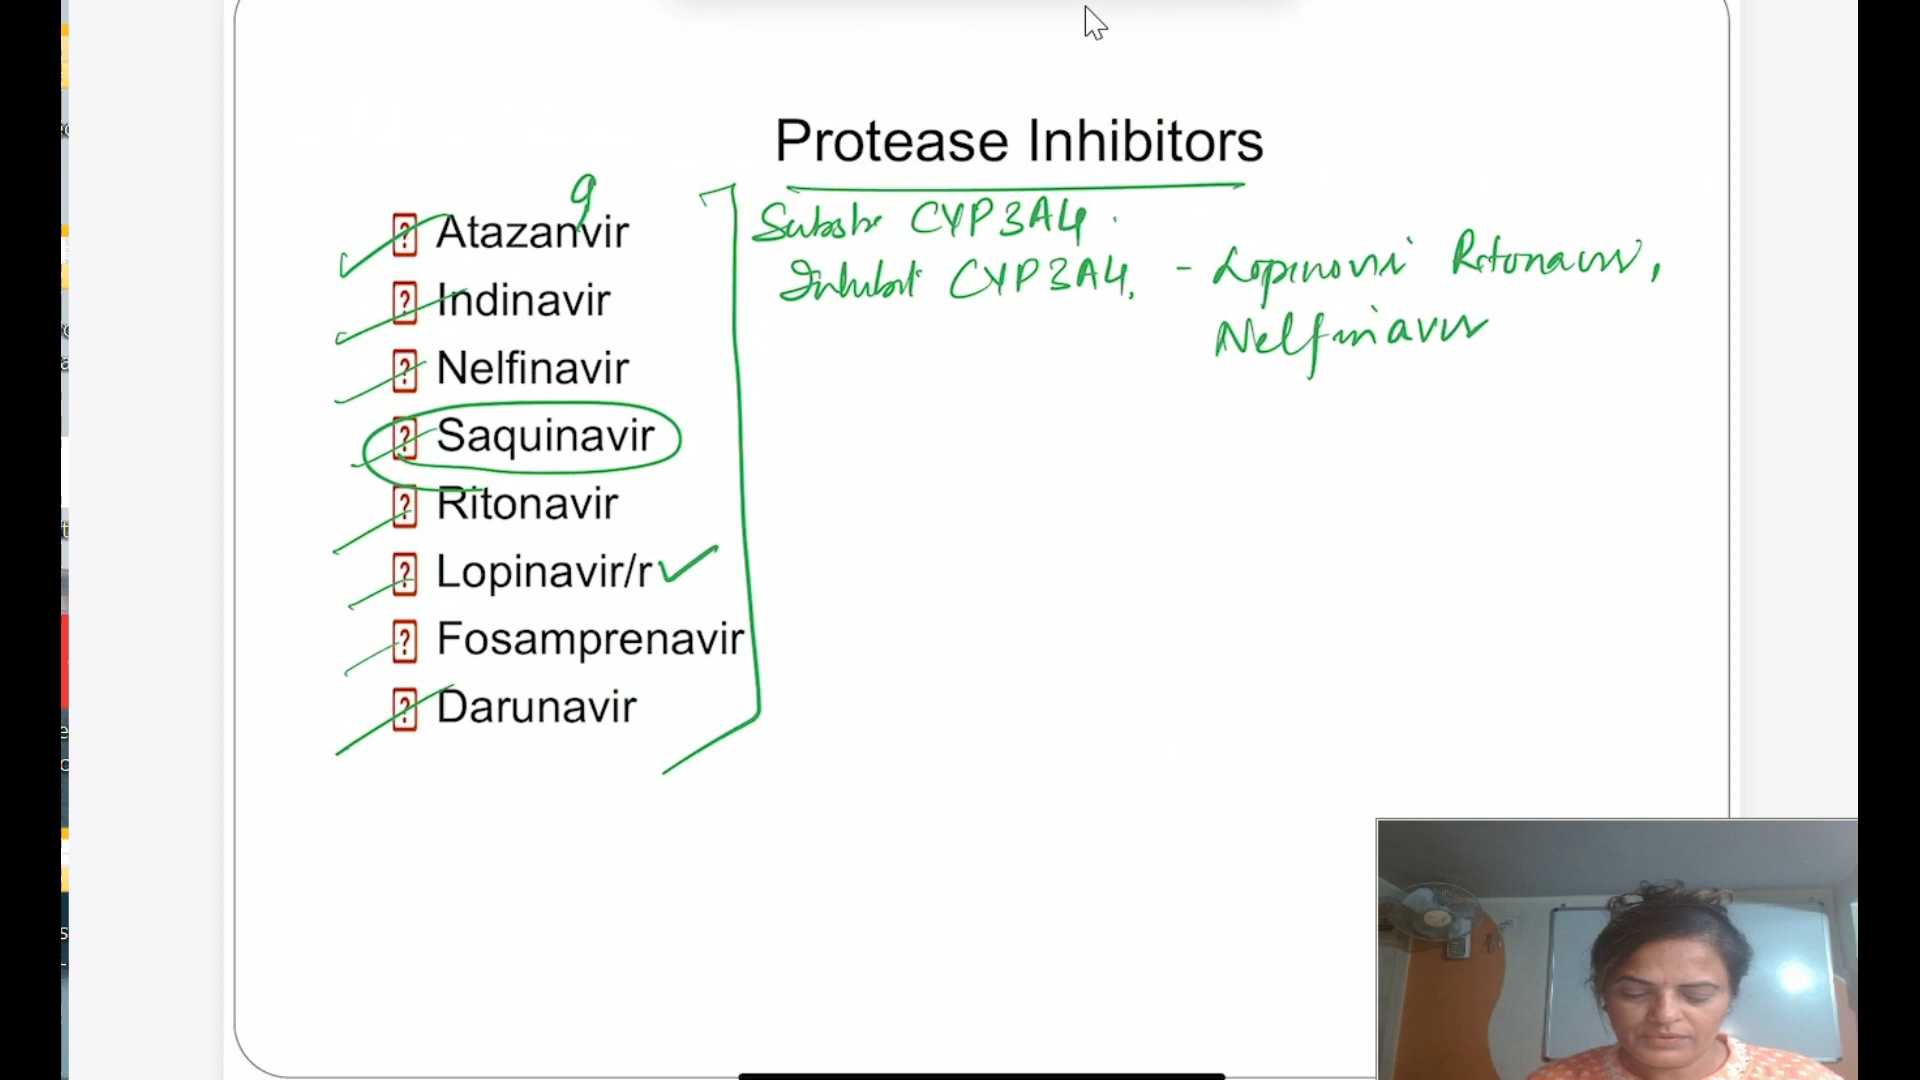 Protease Inhibitors
9
Atazanvir
Indinavir
Nelfinavir
Saquinavir
Ritonavir
Lopinavir/r
Fosamprenavir
Darunavir
Substr CYP3A4.
Inhibit CYP3A4, - Lopinavir Ritonavir,
Nelfinavir